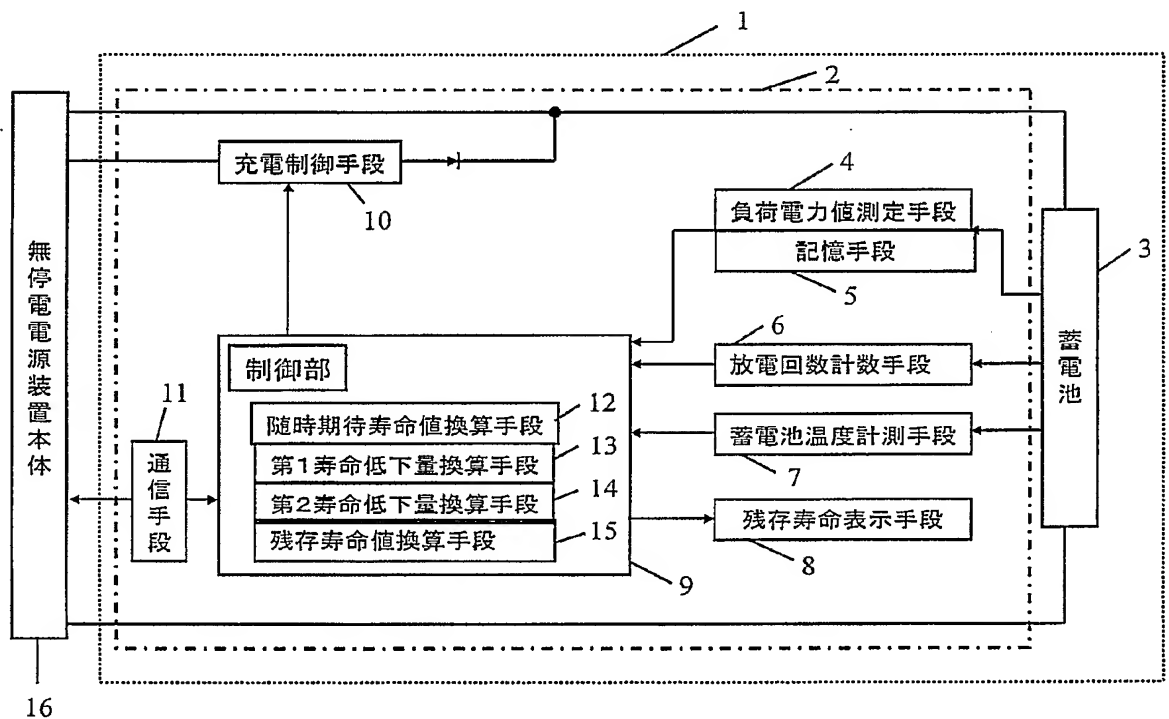 1
2
充電制御手段
10
4
負荷電力値測定手段
記憶手段
5
3
無停電電源装置本体
蓄電池
6
放電回数計数手段
制御部
11
通信手段
随時期待寿命値換算手段
12
第1寿命低下量換算手段
13
蓄電池温度計測手段
7
第2寿命低下量換算手段
14
残存寿命値換算手段
15
残存寿命表示手段
8
9
16